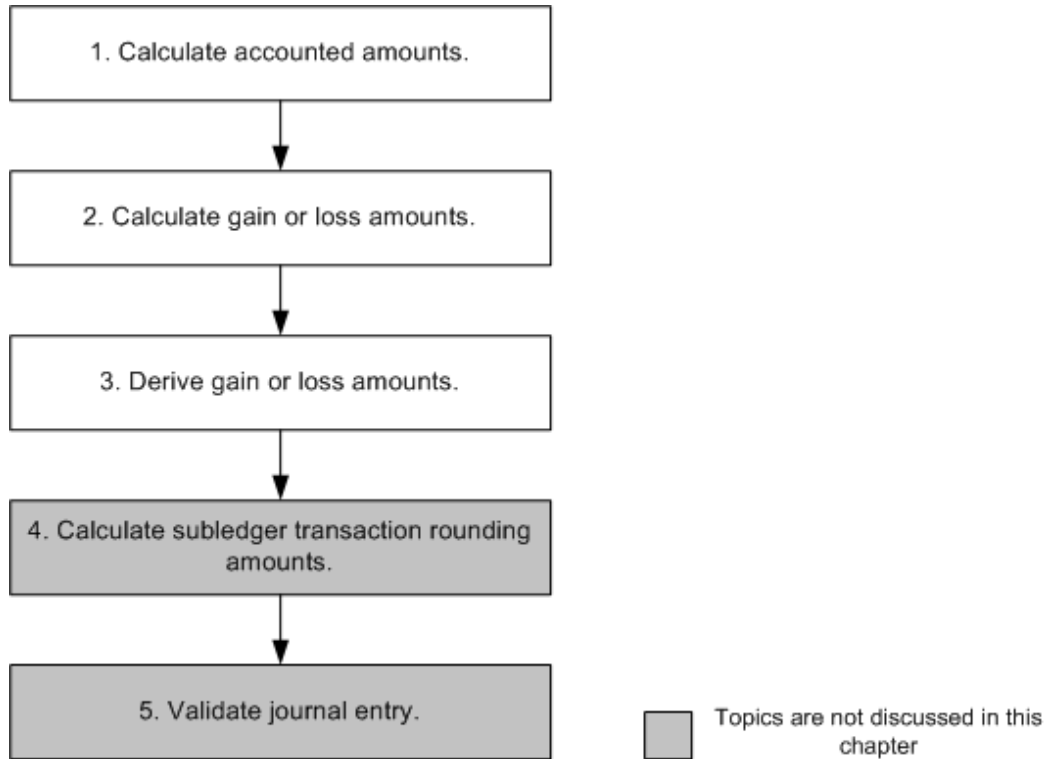 1. Calculate accounted amounts.
2. Calculate gain or loss amounts.
3. Derive gain or loss amounts.
4. Calculate subledger transaction rounding
amounts.
5. Validate journal entry.
Topics are not discussed in this
chapter